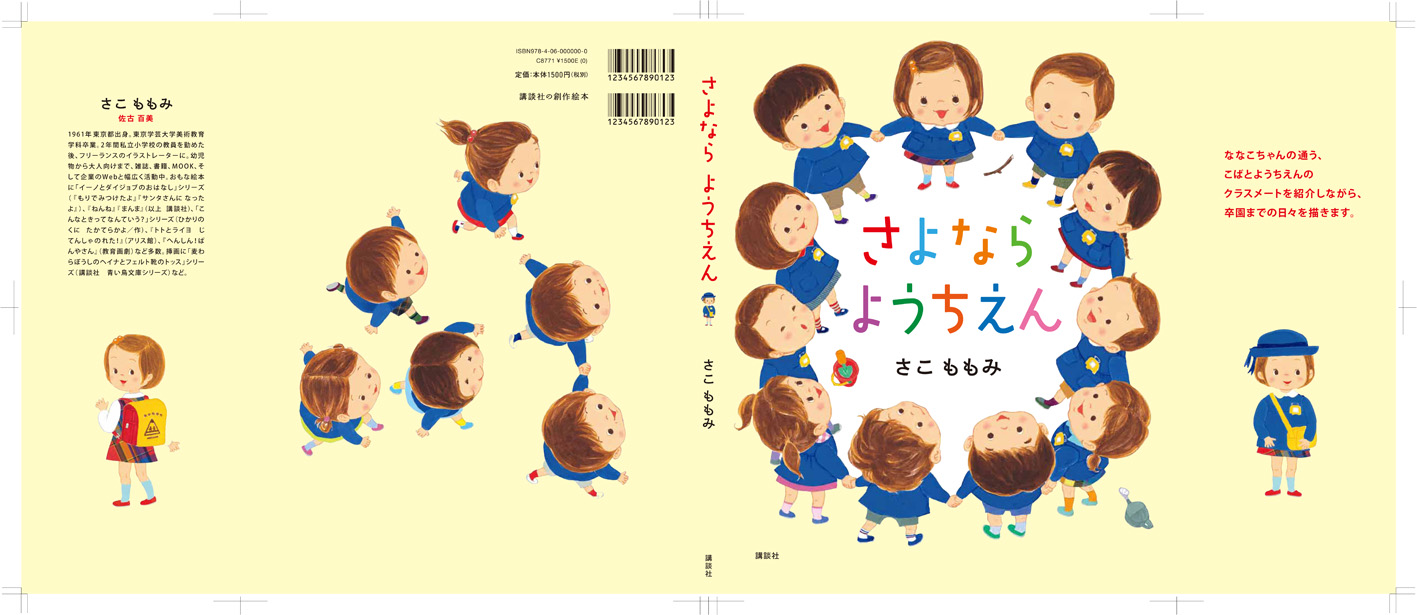 さこ ももみ
佐古 百美
1961年東京都出身。東京学芸大学美術教育
学科卒業。2年間私立小学校の教員を勤めた
後、フリーランスのイラストレーターに。幼児
物から大人向けまで、雑誌、書籍、MOOK、そ
して企業のWebと幅広く活動中。おもな絵本
に「イーノとダイジョブのおはなし」シリーズ
(「もりでみつけたよ」「サンタさんに なった
よ」)、「ねんね」「まんま」(以上 講談社)、「こ
んなときってなんていう?」シリーズ(ひかりの
くに たかてらかよ/作)、「トトとライヨ じ
てんしゃのれた!」(アリス館)、「へんしん!ぱ
んやさん」(教育画劇)など多数。挿画に「麦わ
らぼうしのヘイナとフェルト靴のトッス」シリー
ズ(講談社 青い鳥文庫シリーズ)など。
ISBN978-4-06-000000-0
C8771 ¥1500E (0)
定価:本体1500円(税別)
講談社の創作絵本
1234567890123
1234567890123
さよなら ようちえん
さこ ももみ
講談社
さよなら
ようちえん
さこ ももみ
講談社
ななこちゃんの通う、
こばとようちえんの
クラスメートを紹介しながら、
卒園までの日々を描きます。